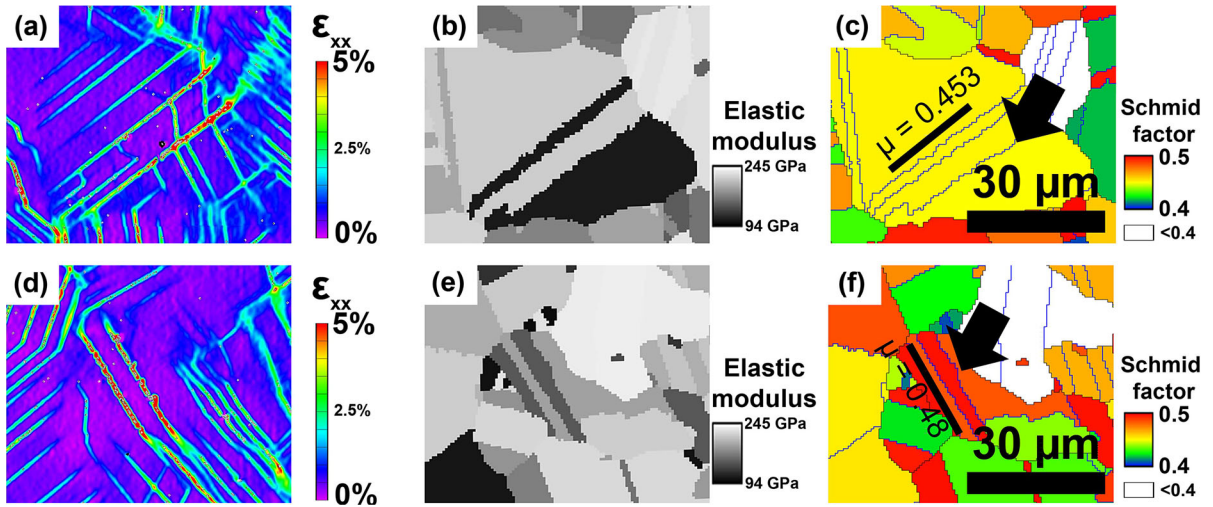 (a)
εxx
5%
2.5%
0%
(b)
Elastic
modulus
245 GPa
94 GPa
(c)
μ = 0.453
30 μm
Schmid
factor
0.5
0.4
<0.4
(d)
εxx
5%
2.5%
0%
(e)
Elastic
modulus
245 GPa
94 GPa
(f)
μ = 0.48
30 μm
Schmid
factor
0.5
0.4
<0.4